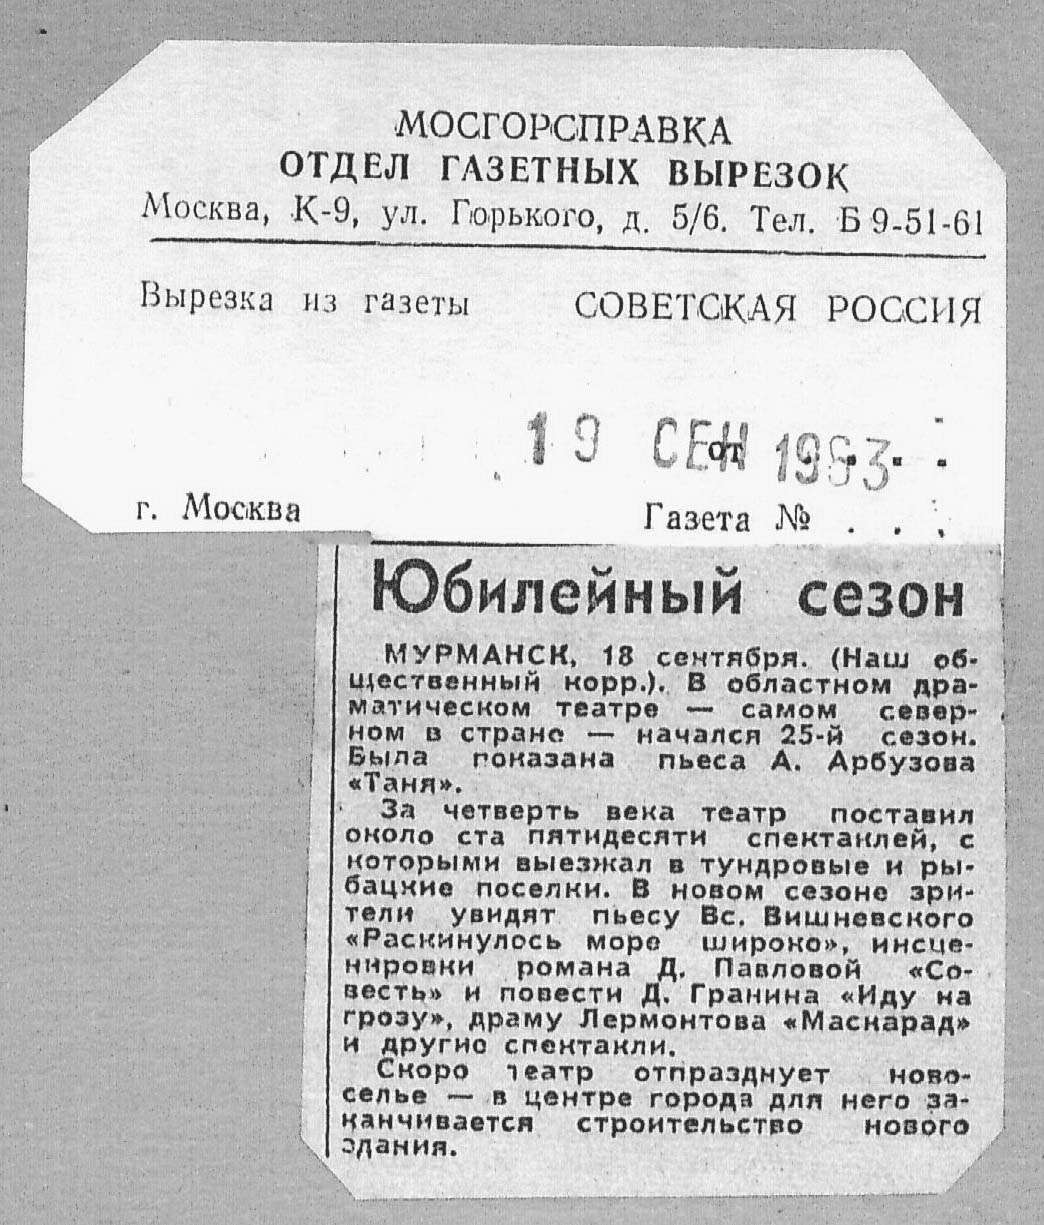 МОСГОРСПРАВКА
ОТДЕЛ ГАЗЕТНЫХ ВЫРЕЗОК
Москва, К-9, ул. Горького, д. 5/6. Тел. Б 9-51-61
Вырезка из газеты СОВЕТСКАЯ РОССИЯ
19 СЕН 1963
от . . .
г. Москва Газета № . . .
Юбилейный сезон
МУРМАНСК, 18 сентября. (Наш об-
щественный корр.). В областном дра-
матическом театре — самом север-
ном в стране — начался 25-й сезон.
Была показана пьеса А. Арбузова
«Таня».
За четверть века театр поставил
около ста пятидесяти спектаклей, с
которыми выезжал в тундровые и ры-
бацкие поселки. В новом сезоне зри-
тели увидят пьесу Вс. Вишневского
«Раскинулось море широко», инсце-
нировки романа Д. Павловой «Со-
весть» и повести Д. Гранина «Иду на
грозу», драму Лермонтова «Маскарад»
и другие спектакли.
Скоро театр отпразднует ново-
селье — в центре города для него за-
канчивается строительство нового
здания.